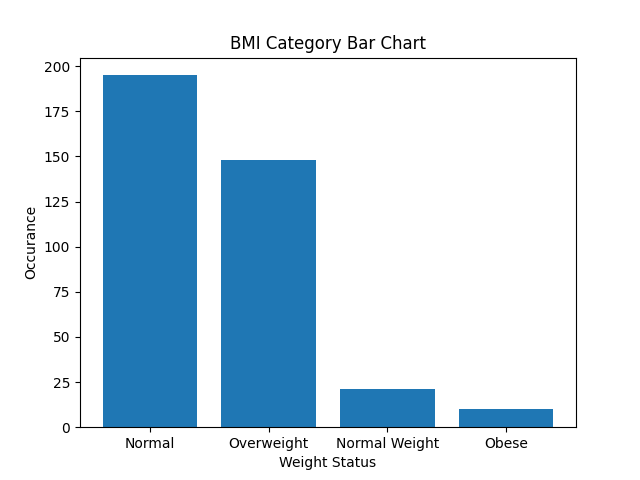 BMI Category Bar Chart
200
175
150
125
100
75
50
25
0
Occurance
Normal
Overweight
Normal Weight
Obese
Weight Status